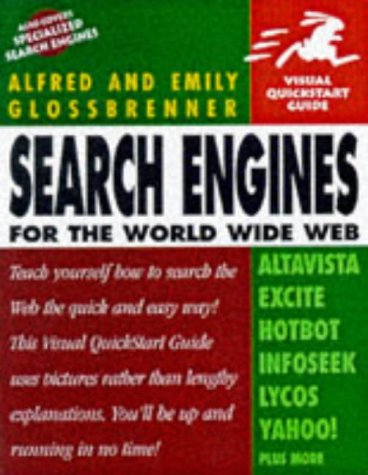 ALSO COVERS
SPECIALIZED
SEARCH ENGINES
ALFRED AND EMILY
GLOSSBRENNER
VISUAL
QUICKSTART
GUIDE
SEARCH ENGINES
FOR THE WORLD WIDE WEB
Teach yourself how to search the
Web the quick and easy way!
This Visual QuickStart Guide
uses pictures rather than lengthy
explanations. You'll be up and
running in no time!
ALTAVISTA
EXCITE
HOTBOT
INFOSEEK
LYCOS
YAHOO!
PLUS MORE